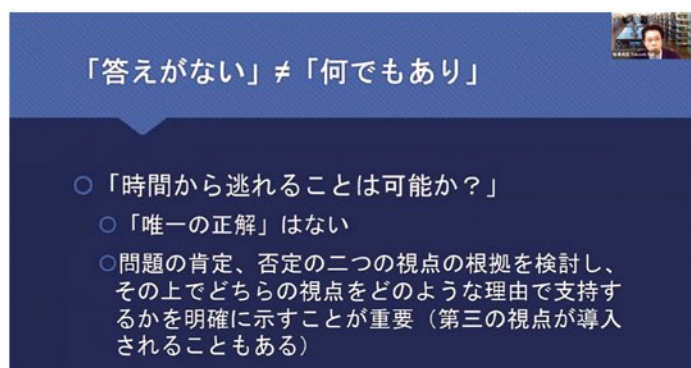 「答えがない」≠「何でもあり」
「時間から逃れることは可能か？」
「唯一の正解」はない
問題の肯定、否定の二つの視点の根拠を検討し、
その上でどちらの視点をどのような理由で支持す
るかを明確に示すことが重要（第三の視点が導入
されることもある）